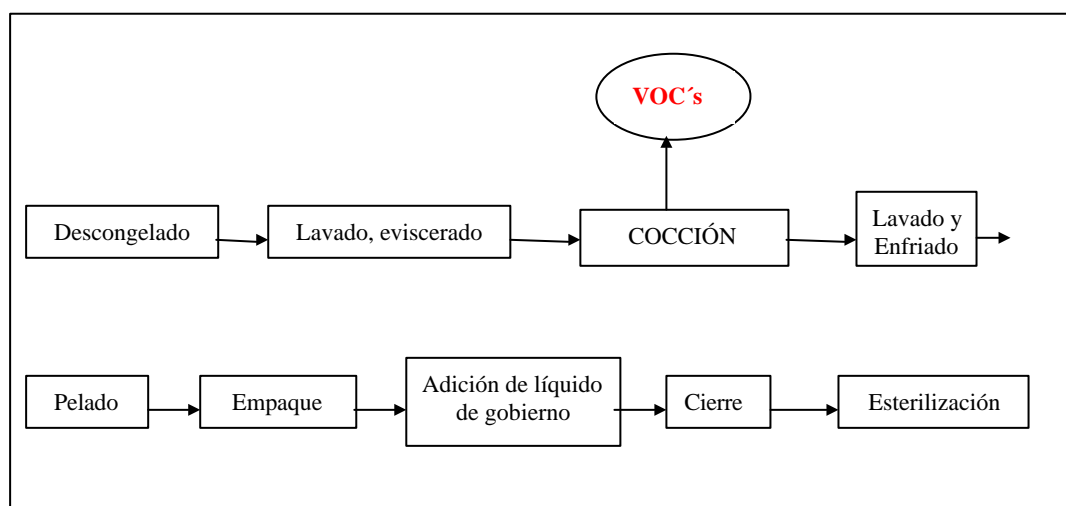 VOC´s
Descongelado
Lavado, eviscerado
COCCIÓN
Lavado y
Enfriado
Pelado
Empaque
Adición de líquido
de gobierno
Cierre
Esterilización